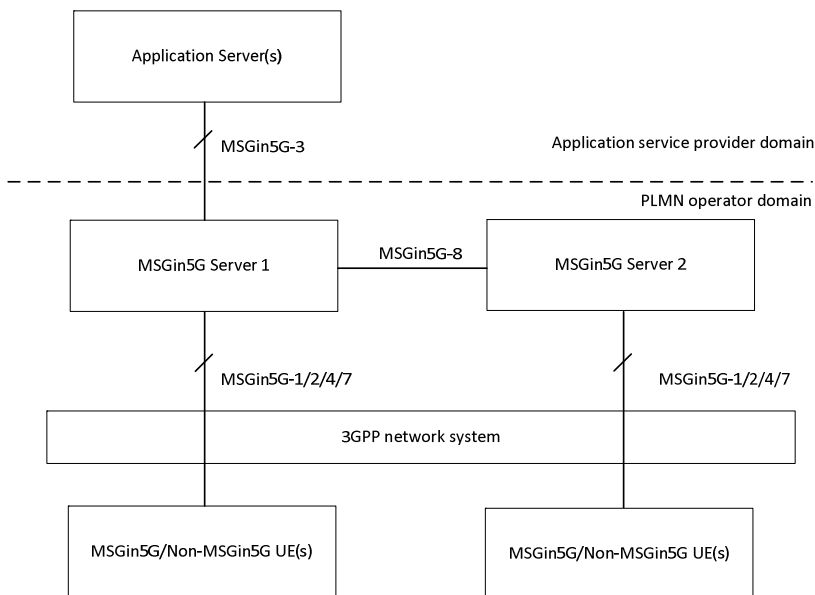 Application Server(s)
MSGin5G-3
Application service provider domain
PLMN operator domain
MSGin5G Server 1
MSGin5G-8
MSGin5G Server 2
MSGin5G-1/2/4/7
MSGin5G-1/2/4/7
3GPP network system
MSGin5G/Non-MSGin5G UE(s)
MSGin5G/Non-MSGin5G UE(s)